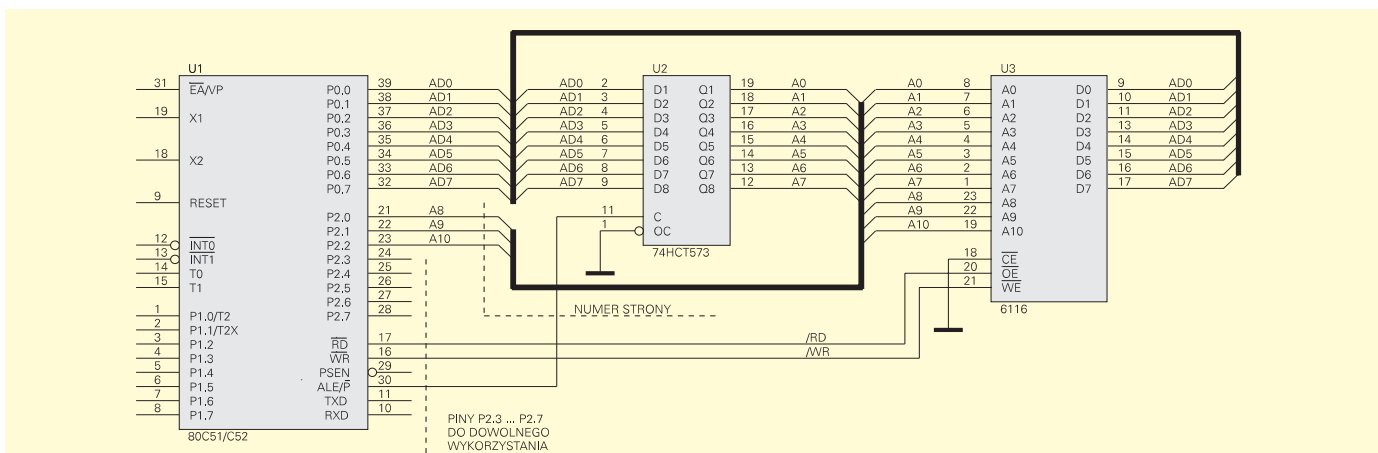 U1
31 EA/VP
19 X1
18 X2
9 RESET
12 INT0
13 INT1
14 T0
15 T1
1 P1.0/T2
2 P1.1/T2X
3 P1.2
4 P1.3
5 P1.4
6 P1.5
7 P1.6
8 P1.7
P0.0 39 AD0
P0.1 38 AD1
P0.2 37 AD2
P0.3 36 AD3
P0.4 35 AD4
P0.5 34 AD5
P0.6 33 AD6
P0.7 32 AD7
P2.0 21 A8
P2.1 22 A9
P2.2 23 A10
P2.3 24
P2.4 25
P2.5 26
P2.6 27
P2.7 28
RD 17 /RD
WR 16 /WR
PSEN 29
ALE/P 30
TXD 11
RXD 10
80C51/C52
U2
AD0 2 D1 Q1 19 A0
AD1 3 D2 Q2 18 A1
AD2 4 D3 Q3 17 A2
AD3 5 D4 Q4 16 A3
AD4 6 D5 Q5 15 A4
AD5 7 D6 Q6 14 A5
AD6 8 D7 Q7 13 A6
AD7 9 D8 Q8 12 A7
11 C
1 OC
74HCT573
NUMER STRONY
U3
A0 8 A0 D0 9 AD0
A1 7 A1 D1 10 AD1
A2 6 A2 D2 11 AD2
A3 5 A3 D3 13 AD3
A4 4 A4 D4 14 AD4
A5 3 A5 D5 15 AD5
A6 2 A6 D6 16 AD6
A7 1 A7 D7 17 AD7
A8 23 A8
A9 22 A9
A10 19 A10
18 CE
20 OE
21 WE
6116
PINY P2.3 ... P2.7
DO DOWOLNEGO
WYKORZYSTANIA